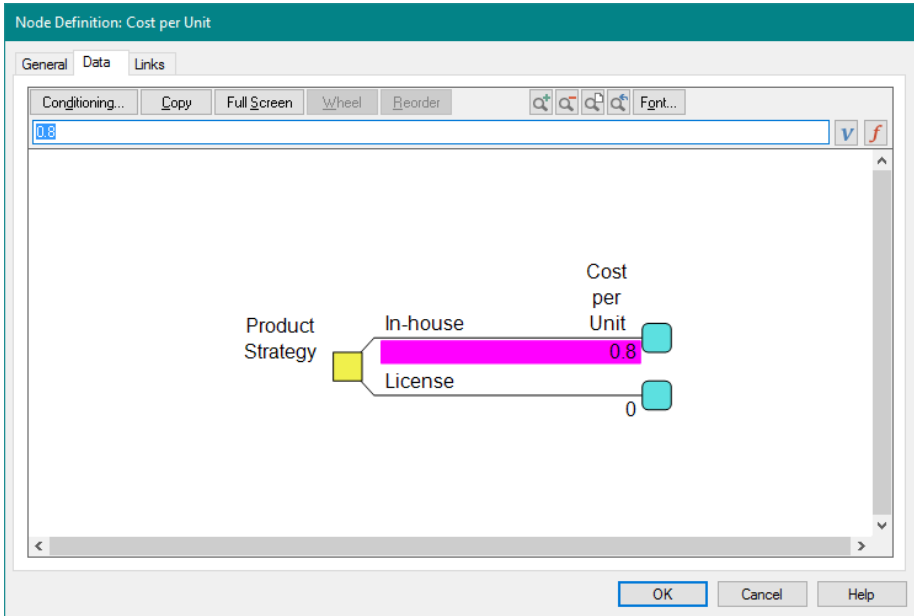 Node Definition: Cost per Unit
General Data Links
Conditioning... Copy Full Screen Wheel Reorder Font...
0.8 V f
Cost
per
Product In-house Unit
Strategy 0.8
License
0
OK Cancel Help